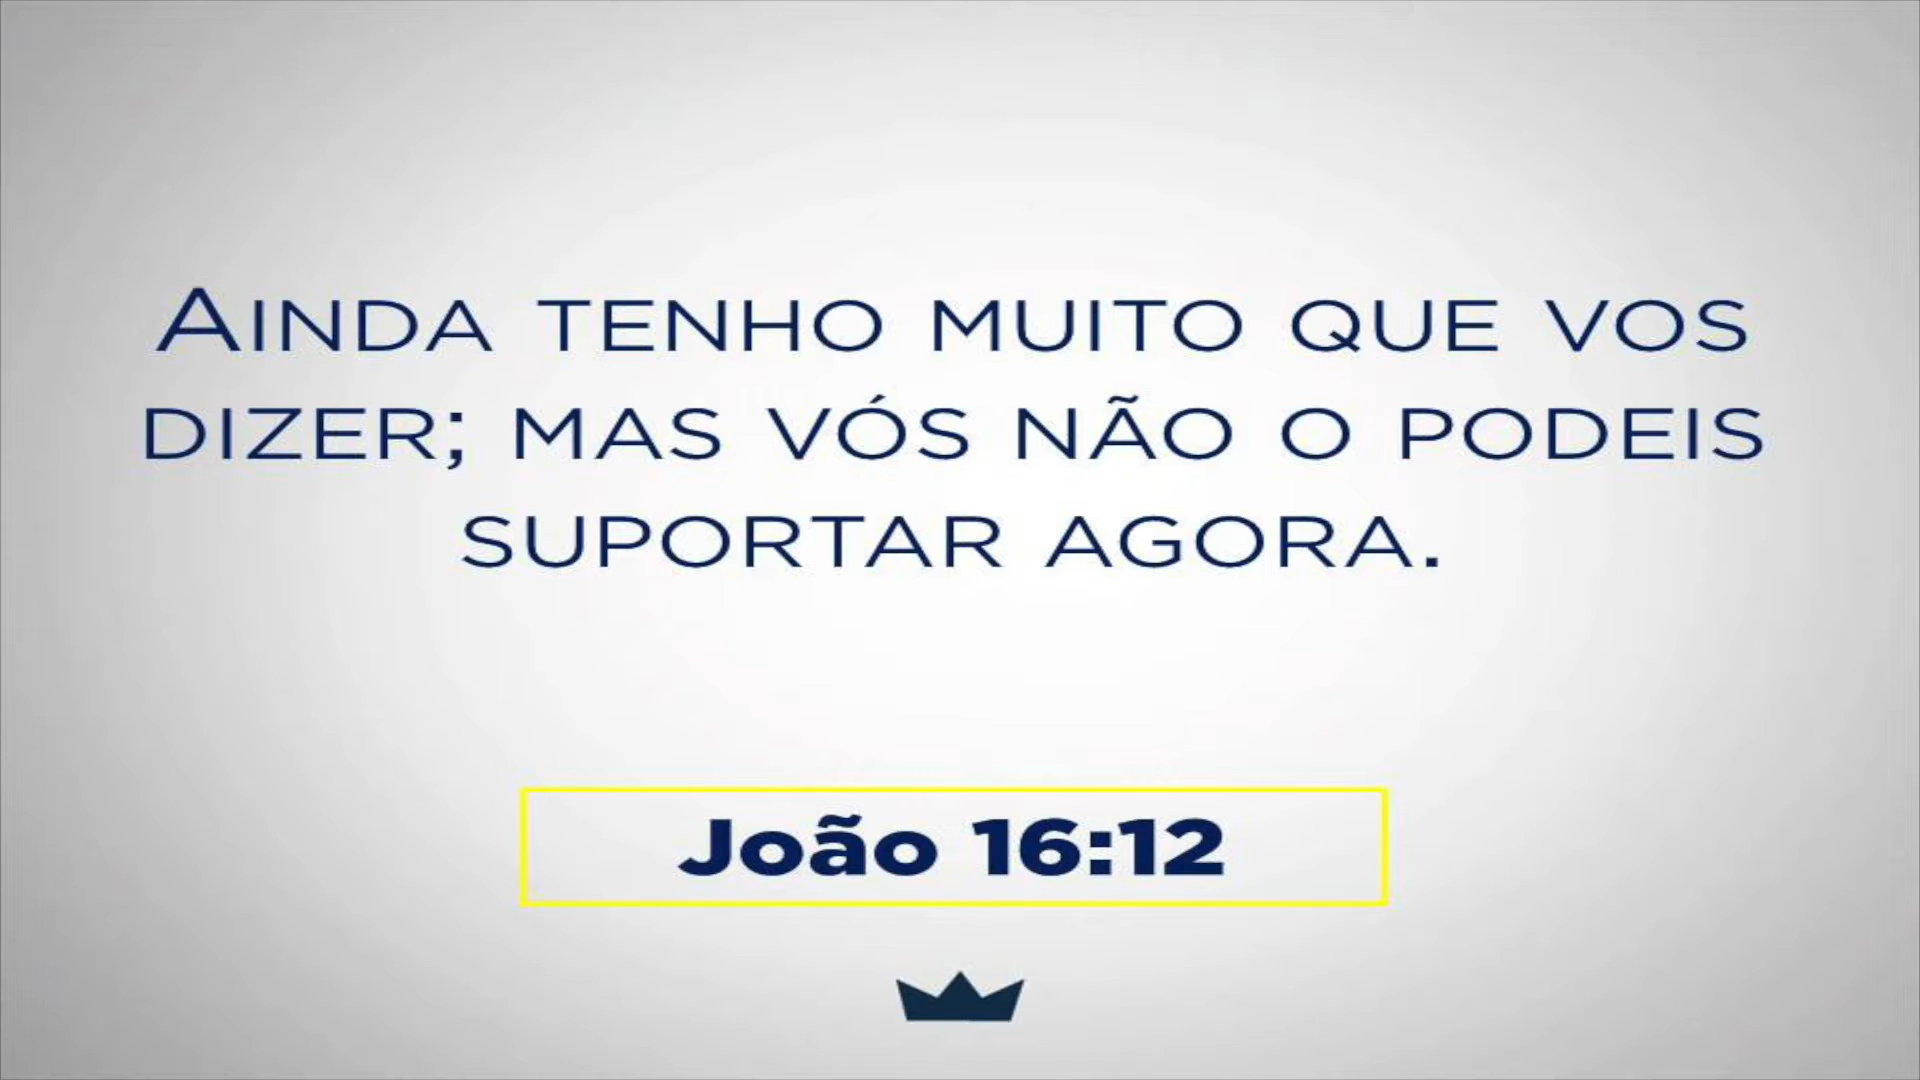 Ainda tenho muito que vos
dizer; mas vós não o podeis
suportar agora.
João 16:12